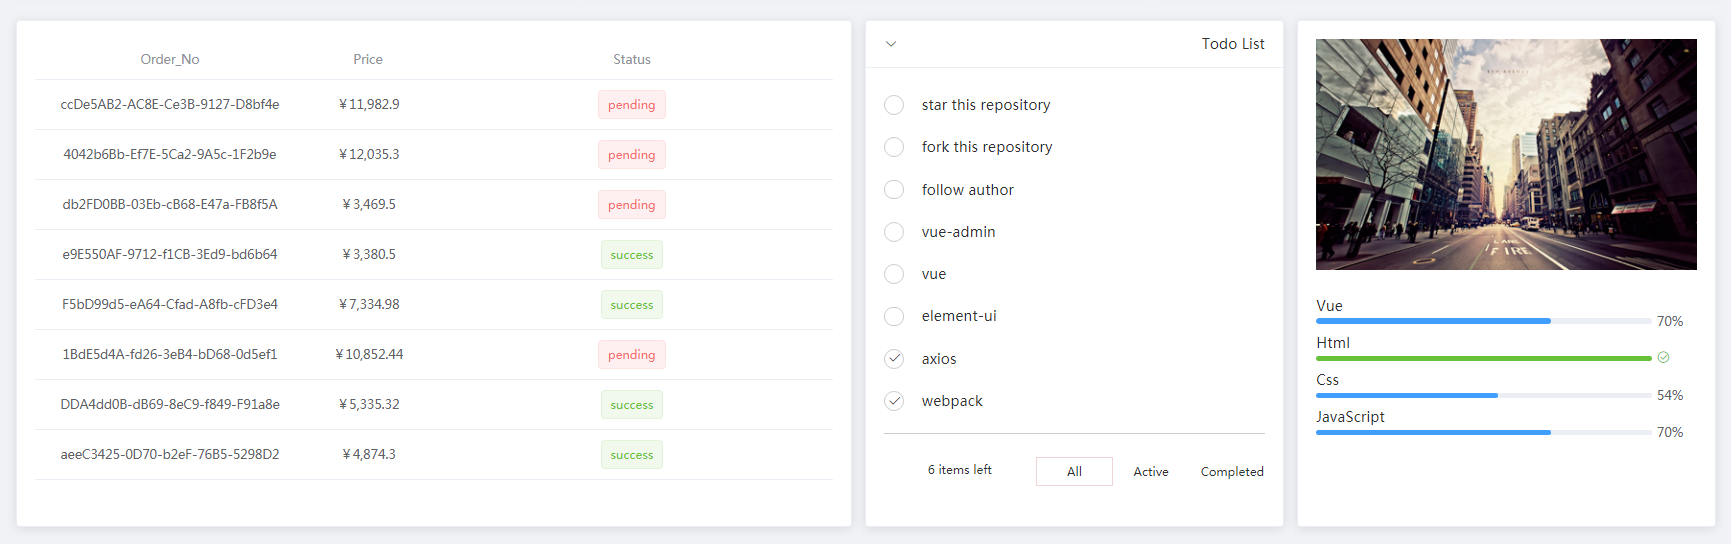 Order_No Price Status
ccDe5AB2-AC8E-Ce3B-9127-D8bf4e ¥11,982.9 pending
4042b6Bb-Ef7E-5Ca2-9A5c-1F2b9e ¥12,035.3 pending
db2FD0BB-03Eb-cB68-E47a-FB8f5A ¥3,469.5 pending
e9E550AF-9712-f1CB-3Ed9-bd6b64 ¥3,380.5 success
F5bD99d5-eA64-Cfad-A8fb-cFD3e4 ¥7,334.98 success
1BdE5d4A-fd26-3eB4-bD68-0d5ef1 ¥10,852.44 pending
DDA4dd0B-dB69-8eC9-f849-F91a8e ¥5,335.32 success
aeeC3425-0D70-b2eF-76B5-5298D2 ¥4,874.3 success
Todo List
star this repository
fork this repository
follow author
vue-admin
vue
element-ui
axios
webpack
6 items left All Active Completed
LANE
FIRE
Vue
70%
Html
Css
54%
JavaScript
70%